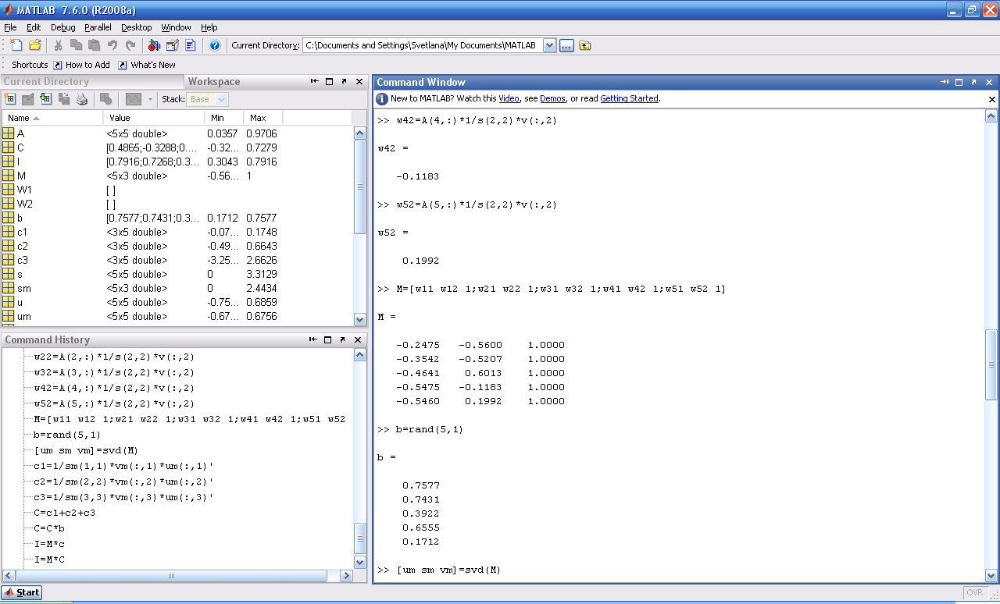 MATLAB 7.6.0 (R2008a)
File Edit Debug Parallel Desktop Window Help
Current Directory: C:\Documents and Settings\Svetlana\My Documents\MATLAB ...
Shortcuts How to Add What's New
Current Directory Workspace
Stack: Base
Name Value Min Max
A <5x5 double> 0.0357 0.9706
C [0.4865;-0.3288;0.... -0.32... 0.7279
I [0.7916;0.7268;0.3... 0.3043 0.7916
M <5x3 double> -0.56... 1
W1 [ ]
W2 [ ]
b [0.7577;0.7431;0.3... 0.1712 0.7577
c1 <3x5 double> -0.07... 0.1748
c2 <3x5 double> -0.49... 0.6643
c3 <3x5 double> -3.25... 2.6626
s <5x5 double> 0 3.3129
sm <5x3 double> 0 2.4434
u <5x5 double> -0.75... 0.6859
um <5x5 double> -0.67... 0.6756
Command History
w22=A(2,:)*1/s(2,2)*v(:,2)
w32=A(3,:)*1/s(2,2)*v(:,2)
w42=A(4,:)*1/s(2,2)*v(:,2)
w52=A(5,:)*1/s(2,2)*v(:,2)
M=[w11 w12 1;w21 w22 1;w31 w32 1;w41 w42 1;w51 w52
b=rand(5,1)
[um sm vm]=svd(M)
c1=1/sm(1,1)*vm(:,1)*um(:,1)'
c2=1/sm(2,2)*vm(:,2)*um(:,2)'
c3=1/sm(3,3)*vm(:,3)*um(:,3)'
C=c1+c2+c3
C=C*b
I=M*c
I=M*C
Command Window
New to MATLAB? Watch this Video, see Demos, or read Getting Started.
>> w42=A(4,:)*1/s(2,2)*v(:,2)
w42 =
-0.1183
>> w52=A(5,:)*1/s(2,2)*v(:,2)
w52 =
0.1992
>> M=[w11 w12 1;w21 w22 1;w31 w32 1;w41 w42 1;w51 w52 1]
M =
-0.2475 -0.5600 1.0000
-0.3542 -0.5207 1.0000
-0.4641 0.6013 1.0000
-0.5475 -0.1183 1.0000
-0.5460 0.1992 1.0000
>> b=rand(5,1)
b =
0.7577
0.7431
0.3922
0.6555
0.1712
>> [um sm vm]=svd(M)
Start
OVR